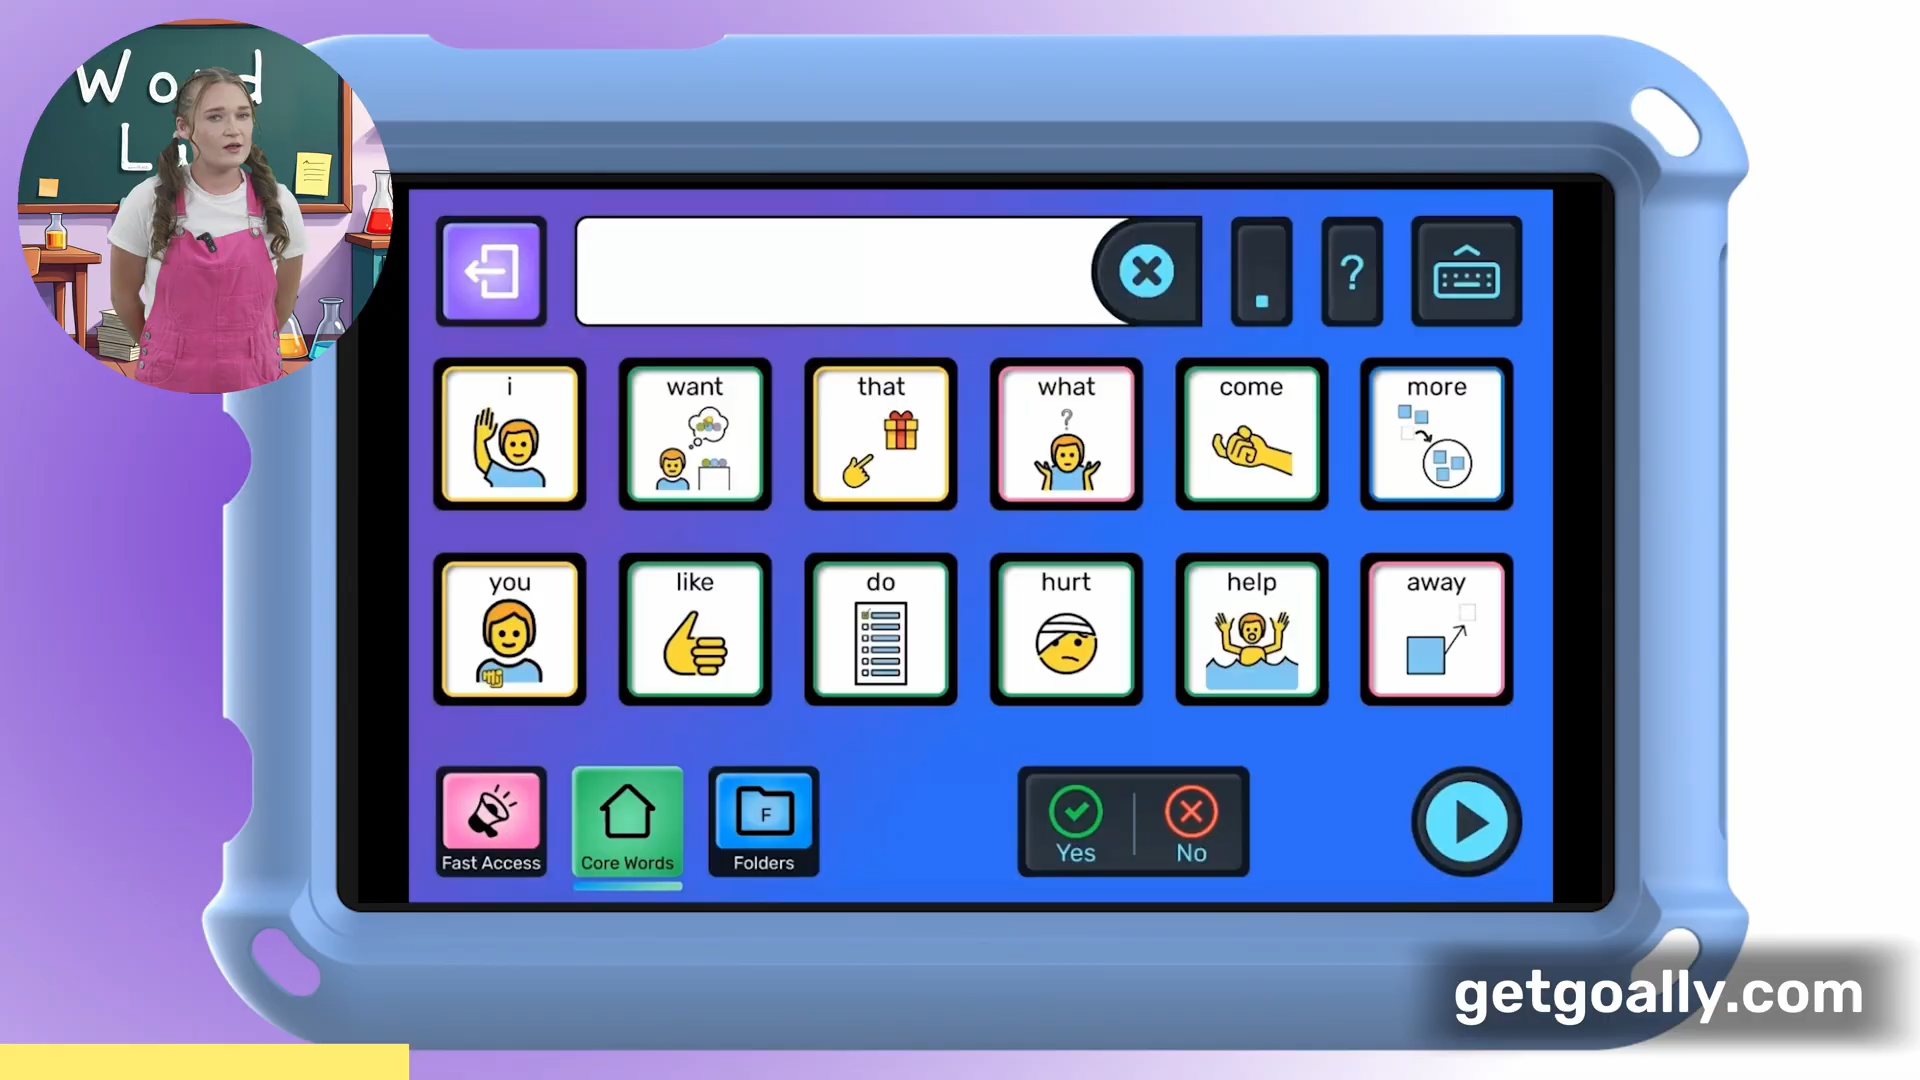 Word
L
.
?
i
want
that
what
?
come
more
you
like
do
hurt
help
away
Fast Access
Core Words
F
Folders
Yes
No
getgoally.com